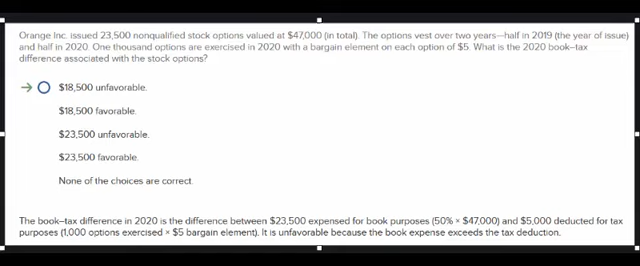 Orange Inc. issued 23,500 nonqualified stock options valued at $47,000 (in total). The options vest over two years—half in 2019 (the year of issue)
and half in 2020. One thousand options are exercised in 2020 with a bargain element on each option of $5. What is the 2020 book–tax
difference associated with the stock options?
$18,500 unfavorable.
$18,500 favorable.
$23,500 unfavorable.
$23,500 favorable.
None of the choices are correct.
The book–tax difference in 2020 is the difference between $23,500 expensed for book purposes (50% × $47,000) and $5,000 deducted for tax
purposes (1,000 options exercised × $5 bargain element). It is unfavorable because the book expense exceeds the tax deduction.